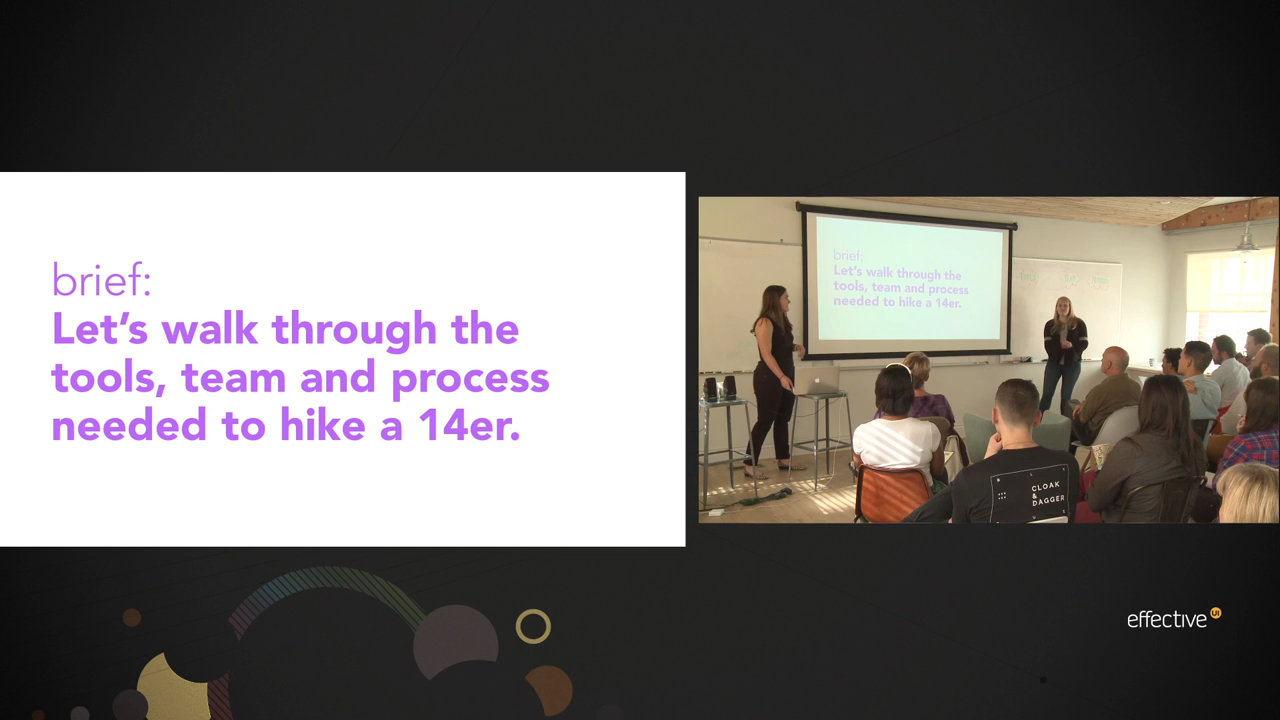 brief:
Let‘s walk through the
tools, team and process
needed to hike a 14er.
brief:
Let's walk through the
tools, team and process
needed to hike a 14er.
CLOAK
&
DAGGER
effective UI